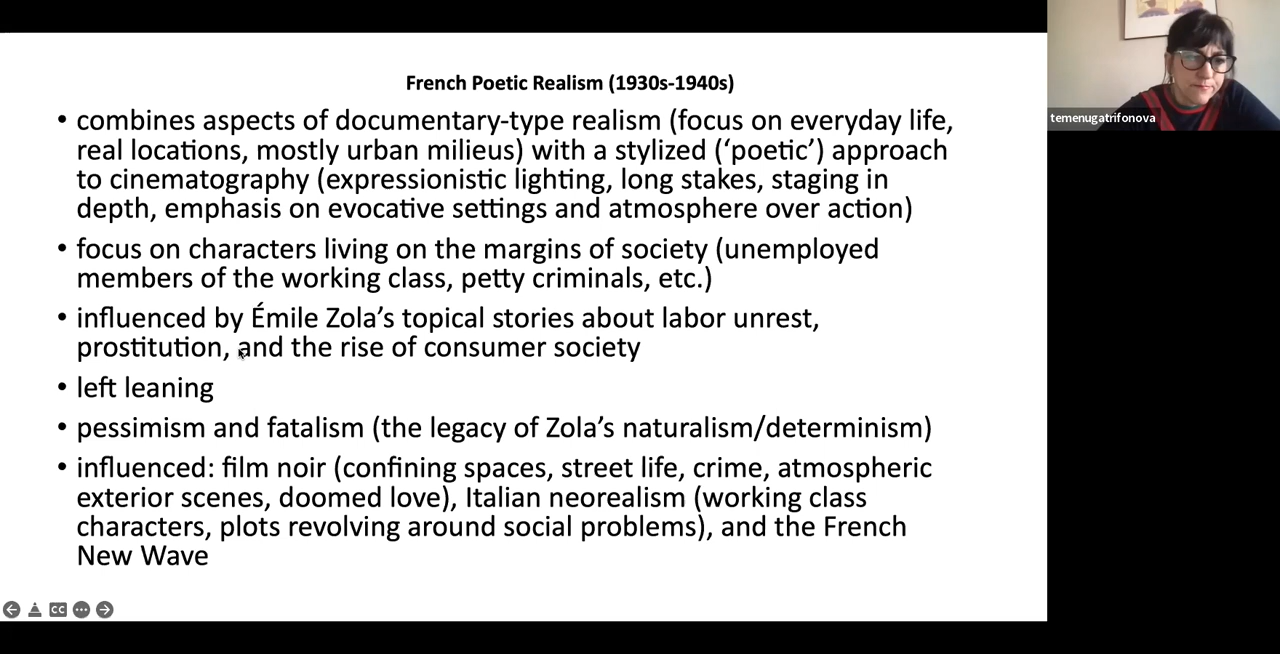 French Poetic Realism (1930s-1940s)
• combines aspects of documentary-type realism (focus on everyday life,
real locations, mostly urban milieus) with a stylized (‘poetic’) approach
to cinematography (expressionistic lighting, long stakes, staging in
depth, emphasis on evocative settings and atmosphere over action)
• focus on characters living on the margins of society (unemployed
members of the working class, petty criminals, etc.)
• influenced by Émile Zola’s topical stories about labor unrest,
prostitution, and the rise of consumer society
• left leaning
• pessimism and fatalism (the legacy of Zola’s naturalism/determinism)
• influenced: film noir (confining spaces, street life, crime, atmospheric
exterior scenes, doomed love), Italian neorealism (working class
characters, plots revolving around social problems), and the French
New Wave
CC
temenugatrifonova